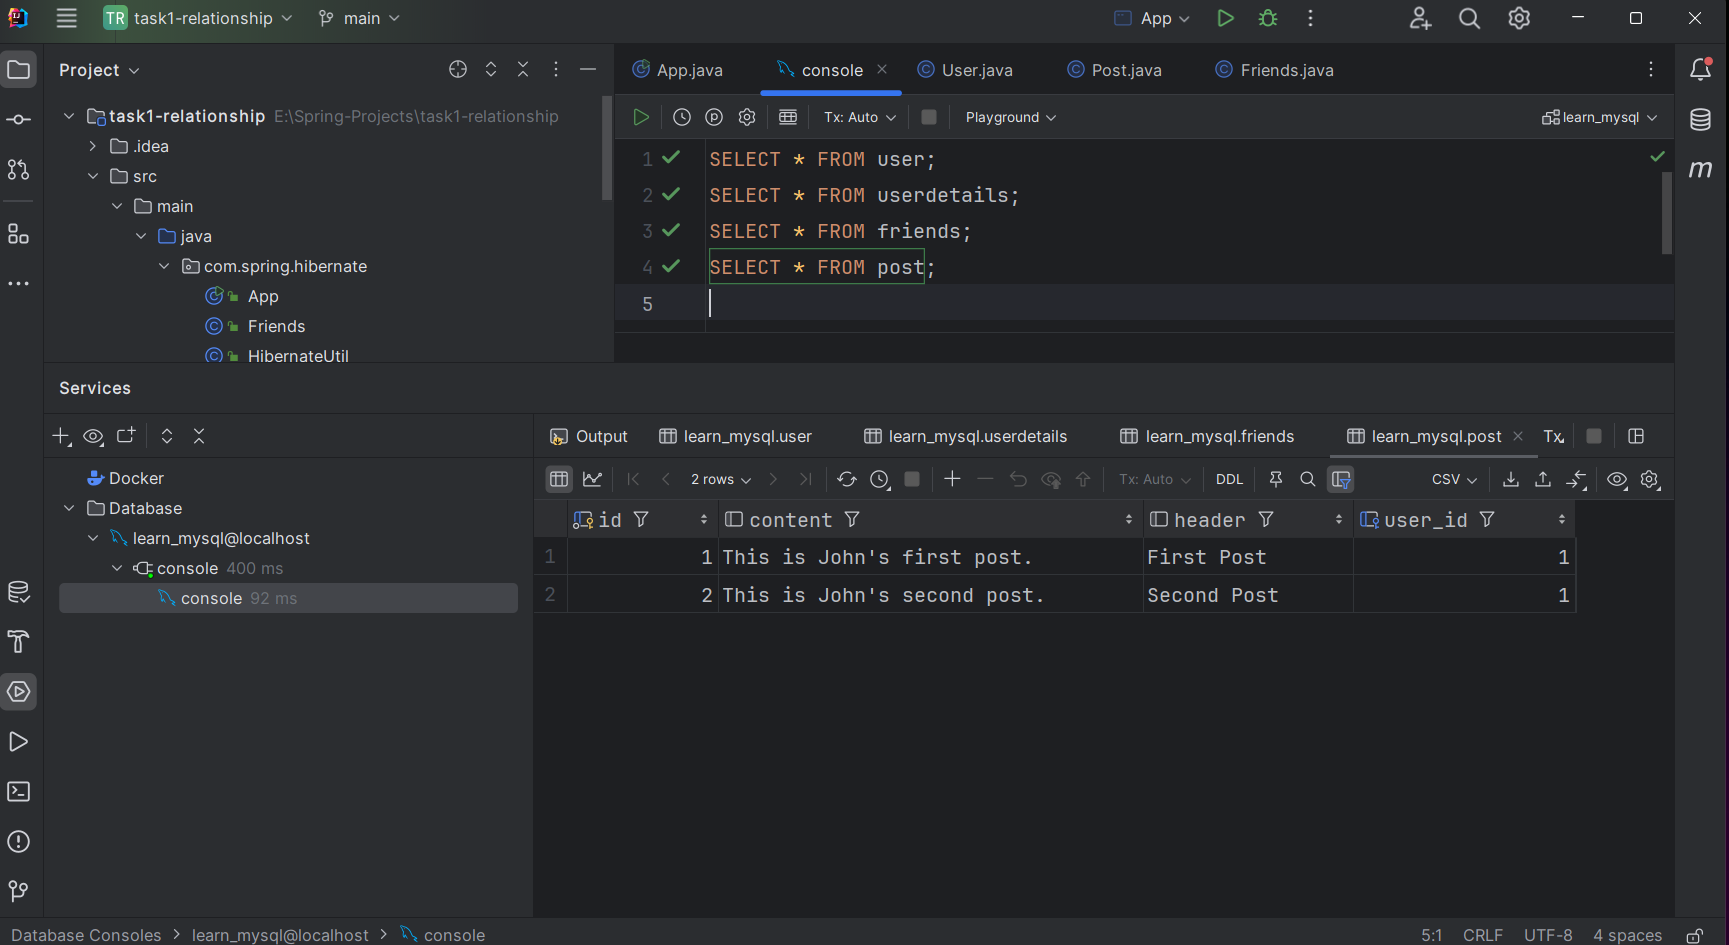 TR task1-relationship main App
Project
App.java console User.java Post.java Friends.java
task1-relationship E:\Spring-Projects\task1-relationship
Tx: Auto Playground learn_mysql
.idea
src
main
java
com.spring.hibernate
App
Friends
HibernateUtil
1 SELECT * FROM user;
2 SELECT * FROM userdetails;
3 SELECT * FROM friends;
4 SELECT * FROM post;
5
m
Services
Docker
Database
learn_mysql@localhost
console 400 ms
console 92 ms
Output learn_mysql.user learn_mysql.userdetails learn_mysql.friends learn_mysql.post Tx
2 rows Tx: Auto DDL CSV
id content header user_id
1 1 This is John's first post. First Post 1
2 2 This is John's second post. Second Post 1
Database Consoles > learn_mysql@localhost > console 5:1 CRLF UTF-8 4 spaces